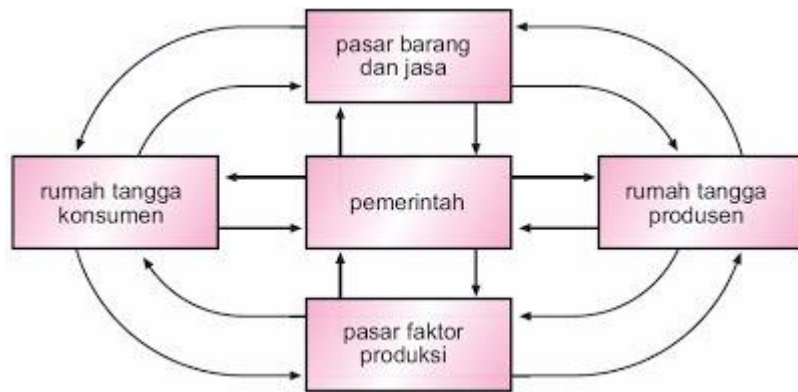 pasar barang
dan jasa
rumah tangga
konsumen
pemerintah
rumah tangga
produsen
pasar faktor
produksi